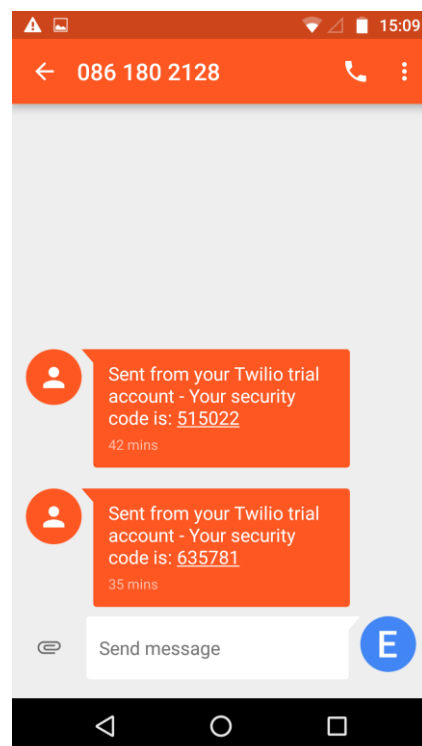 15:09
086 180 2128
Sent from your Twilio trial
account - Your security
code is: 515022
42 mins
Sent from your Twilio trial
account - Your security
code is: 635781
35 mins
Send message
E